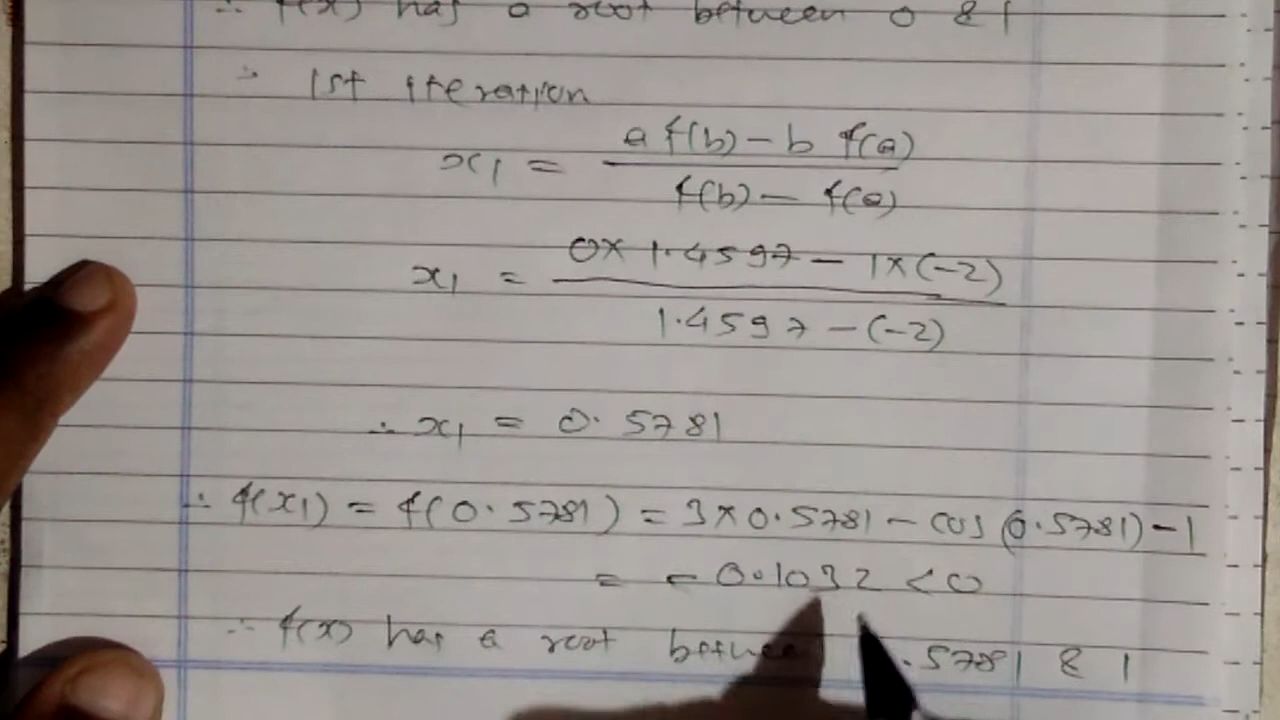 ∴ f(x) has a root between 0 & 1
∴ 1st iteration
x₁ = (a f(b) - b f(a)) / (f(b) - f(a))
x₁ = (0 × 1.4597 - 1 × (-2)) / (1.4597 - (-2))
∴ x₁ = 0.5781
∴ f(x₁) = f(0.5781) = 3 × 0.5781 - cos (0.5781) - 1
= - 0.1032 < 0
∴ f(x) has a root .5781 & 1